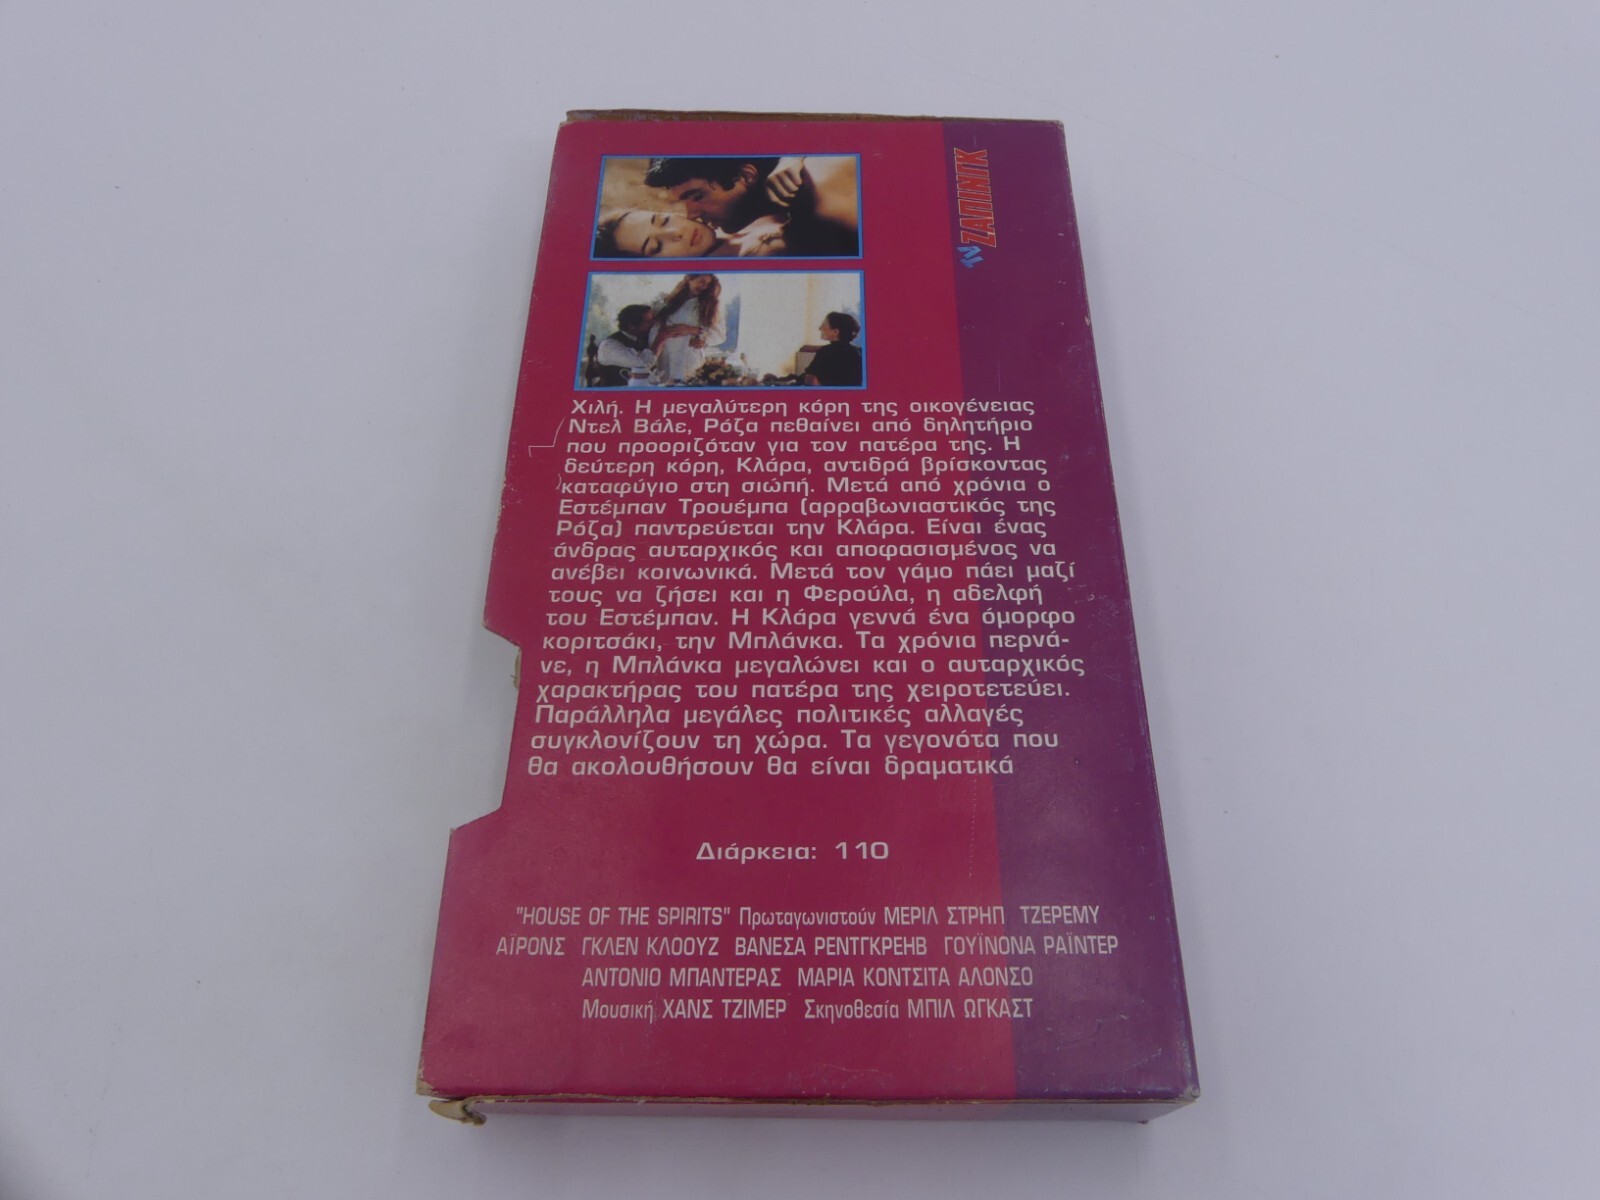 TV ΖΑΠΙΝΓΚ
Χιλή. Η μεγαλύτερη κόρη της οικογένειας
Ντελ Βάλε, Ρόζα πεθαίνει από δηλητήριο
που προοριζόταν για τον πατέρα της. Η
δεύτερη κόρη, Κλάρα, αντιδρά βρίσκοντας
καταφύγιο στη σιώπή. Μετά από χρόνια ο
Εστέμπαν Τρουέμπα (αρραβωνιαστικός της
Ρόζα) παντρεύεται την Κλάρα. Είναι ένας
άνδρας αυταρχικός και αποφασισμένος να
ανέβει κοινωνικά. Μετά τον γάμο πάει μαζί
τους να ζήσει και η Φερούλα, η αδελφή
του Εστέμπαν. Η Κλάρα γεννά ένα όμορφο
κοριτσάκι, την Μπλάνκα. Τα χρόνια περνά-
νε, η Μπλάνκα μεγαλώνει και ο αυταρχικός
χαρακτήρας του πατέρα της χειροτετεύει.
Παράλληλα μεγάλες πολιτικές αλλαγές
συγκλονίζουν τη χώρα. Τα γεγονότα που
θα ακολουθήσουν θα είναι δραματικά
Διάρκεια: 110
"HOUSE OF THE SPIRITS" Πρωταγωνιστούν ΜΕΡΙΛ ΣΤΡΗΠ ΤΖΕΡΕΜΥ
ΑΪΡΟΝΣ ΓΚΛΕΝ ΚΛΟΟΥΖ ΒΑΝΕΣΑ ΡΕΝΤΓΚΡΕΗΒ ΓΟΥΪΝΟΝΑ ΡΑΪΝΤΕΡ
ΑΝΤΟΝΙΟ ΜΠΑΝΤΕΡΑΣ ΜΑΡΙΑ ΚΟΝΤΣΙΤΑ ΑΛΟΝΣΟ
Μουσική ΧΑΝΣ ΤΖΙΜΕΡ Σκηνοθεσία ΜΠΙΛ ΩΓΚΑΣΤ